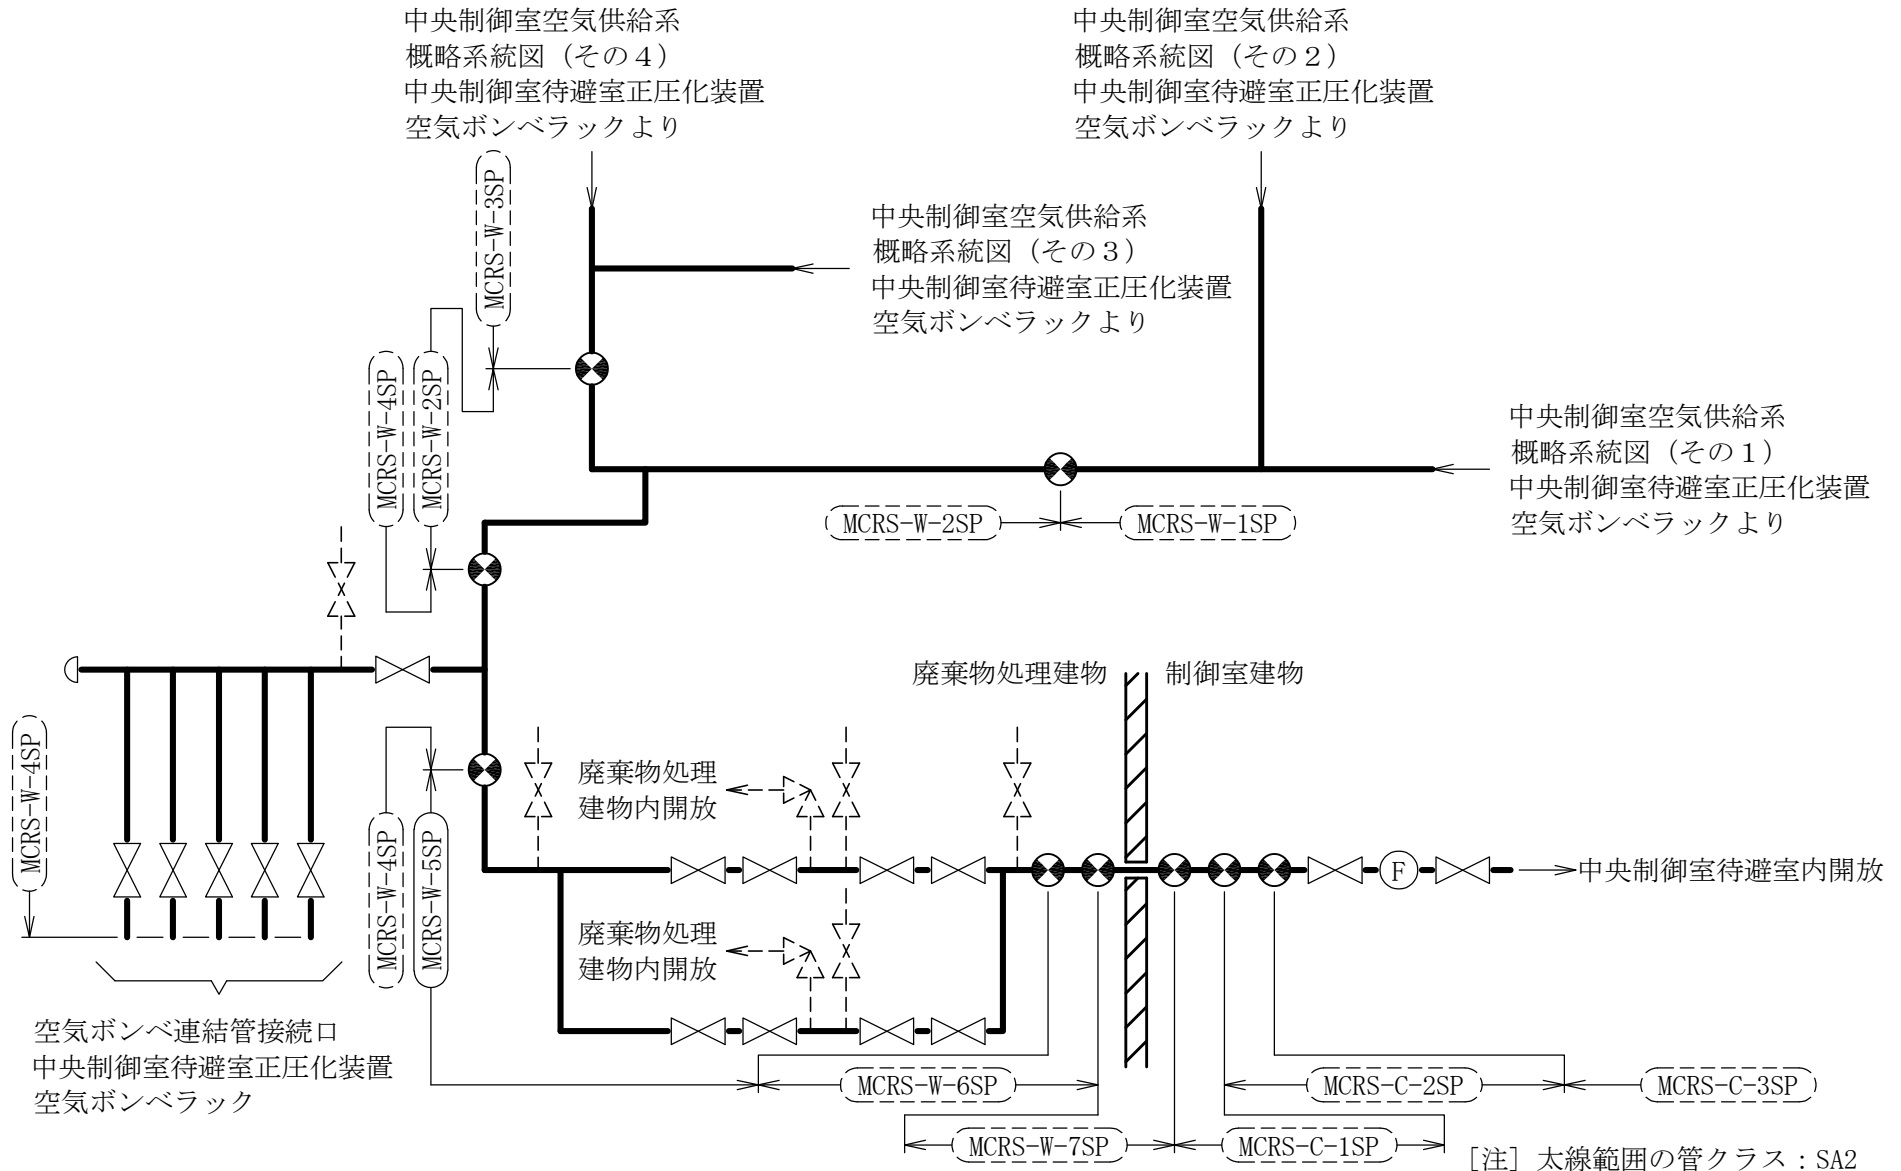 中央制御室空気供給系
概略系統図（その４）
中央制御室待避室正圧化装置
空気ボンベラックより
中央制御室空気供給系
概略系統図（その２）
中央制御室待避室正圧化装置
空気ボンベラックより
MCRS-W-3SP
中央制御室空気供給系
概略系統図（その３）
中央制御室待避室正圧化装置
空気ボンベラックより
MCRS-W-4SP
MCRS-W-2SP
中央制御室空気供給系
概略系統図（その１）
中央制御室待避室正圧化装置
空気ボンベラックより
MCRS-W-2SP
MCRS-W-1SP
廃棄物処理建物
制御室建物
MCRS-W-4SP
廃棄物処理
建物内開放
MCRS-W-4SP
MCRS-W-5SP
F
中央制御室待避室内開放
廃棄物処理
建物内開放
空気ボンベ連結管接続口
中央制御室待避室正圧化装置
空気ボンベラック
MCRS-W-6SP
MCRS-C-2SP
MCRS-C-3SP
MCRS-W-7SP
MCRS-C-1SP
［注］太線範囲の管クラス：SA2